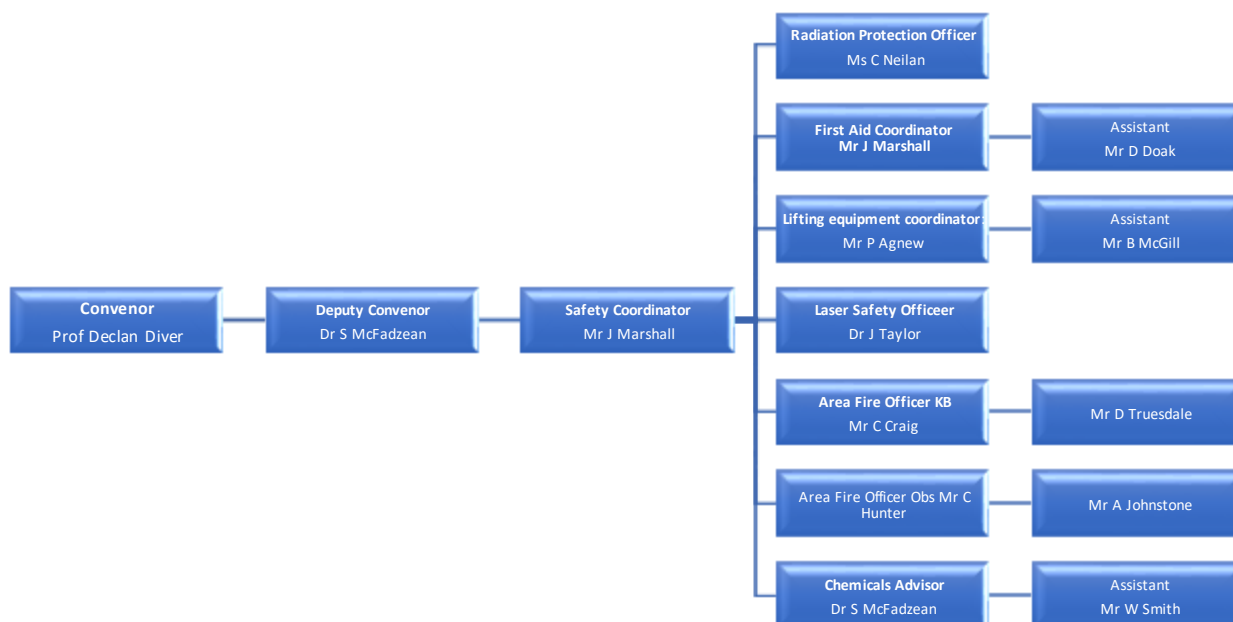 Convenor
Prof Declan Diver
Deputy Convenor
Dr S McFadzean
Safety Coordinator
Mr J Marshall
Radiation Protection Officer
Ms C Neilan
First Aid Coordinator
Mr J Marshall
Assistant
Mr D Doak
Lifting equipment coordinator:
Mr P Agnew
Assistant
Mr B McGill
Laser Safety Officeer
Dr J Taylor
Area Fire Officer KB
Mr C Craig
Mr D Truesdale
Area Fire Officer Obs Mr C
Hunter
Mr A Johnstone
Chemicals Advisor
Dr S McFadzean
Assistant
Mr W Smith